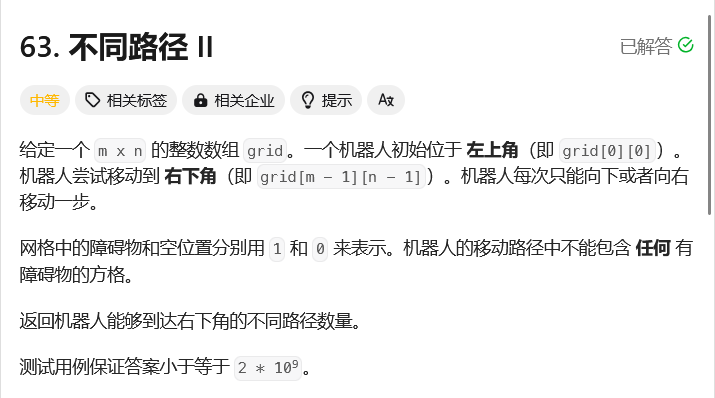 63. 不同路径 II
已解答
中等
相关标签
相关企业
提示
给定一个 m x n 的整数数组 grid。一个机器人初始位于 左上角（即 grid[0][0]）。
机器人尝试移动到 右下角（即 grid[m - 1][n - 1]）。机器人每次只能向下或者向右
移动一步。
网格中的障碍物和空位置分别用 1 和 0 来表示。机器人的移动路径中不能包含 任何 有
障碍物的方格。
返回机器人能够到达右下角的不同路径数量。
测试用例保证答案小于等于 2 * 10⁹。